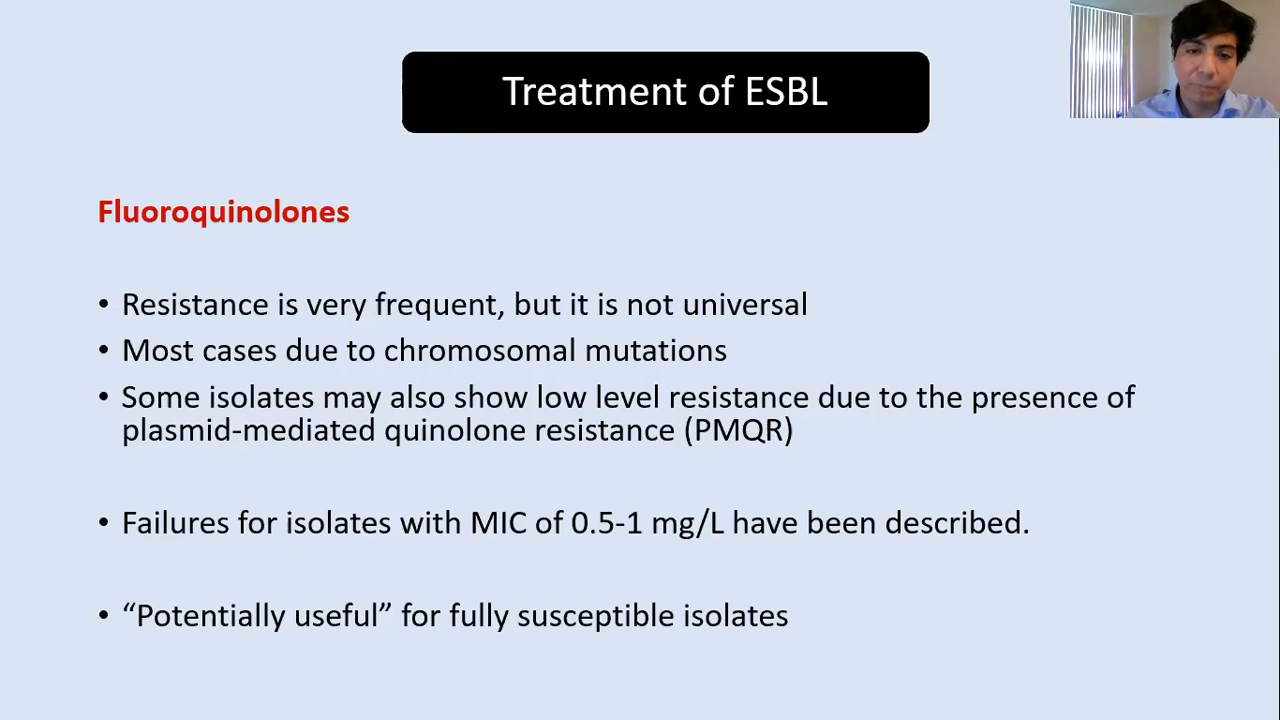 Treatment of ESBL
Fluoroquinolones
• Resistance is very frequent, but it is not universal
• Most cases due to chromosomal mutations
• Some isolates may also show low level resistance due to the presence of
plasmid-mediated quinolone resistance (PMQR)
• Failures for isolates with MIC of 0.5-1 mg/L have been described.
• “Potentially useful” for fully susceptible isolates